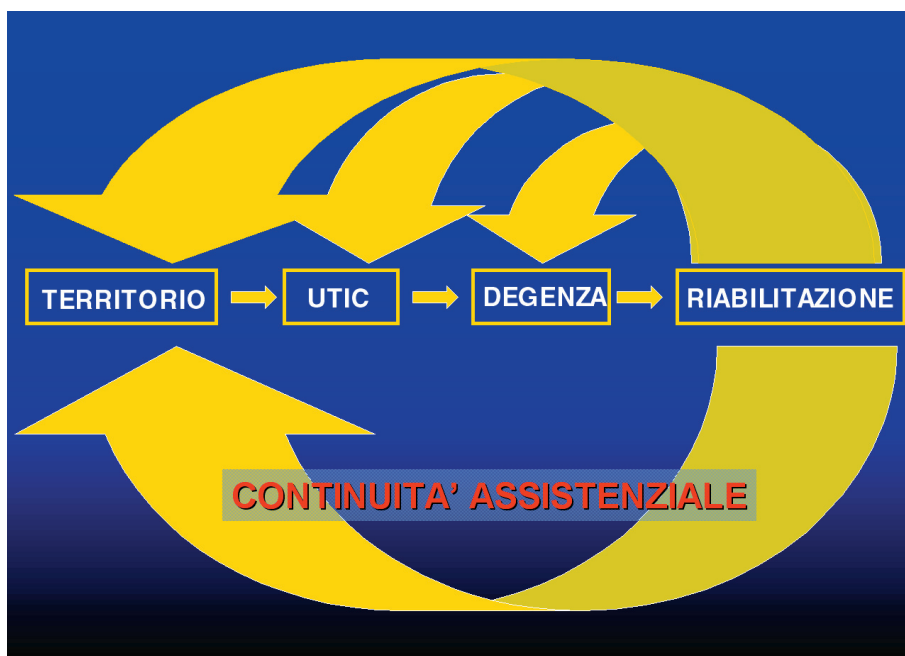 TERRITORIO
UTIC
DEGENZA
RIABILITAZIONE
CONTINUITA' ASSISTENZIALE